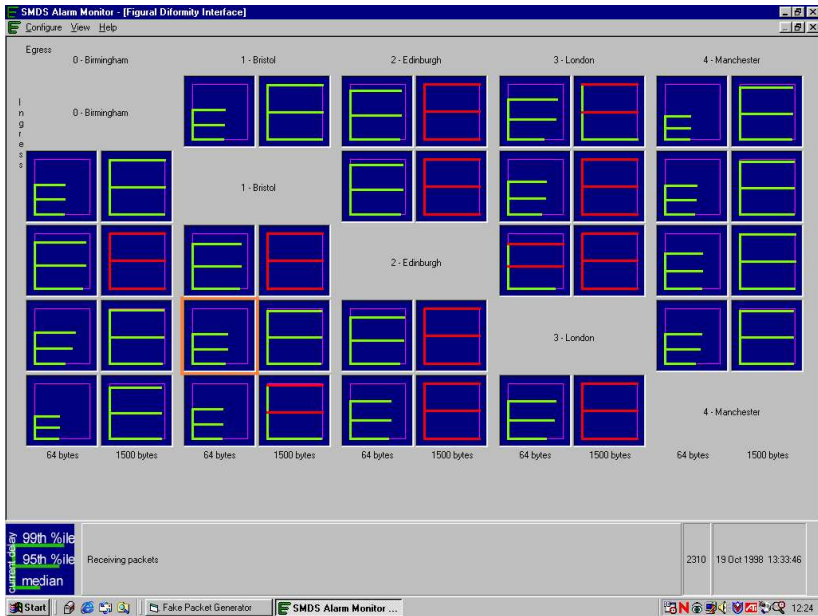 SMDS Alarm Monitor - [Figural Diformity Interface]
Configure View Help
Egress
0 - Birmingham 1 - Bristol 2 - Edinburgh 3 - London 4 - Manchester
Ingress
0 - Birmingham
1 - Bristol
2 - Edinburgh
3 - London
4 - Manchester
64 bytes 1500 bytes 64 bytes 1500 bytes 64 bytes 1500 bytes 64 bytes 1500 bytes 64 bytes 1500 bytes
current delay
99th %ile
95th %ile
median
Receiving packets
2310 19 Oct 1998 13:33:46
Start Fake Packet Generator SMDS Alarm Monitor ... 12:24